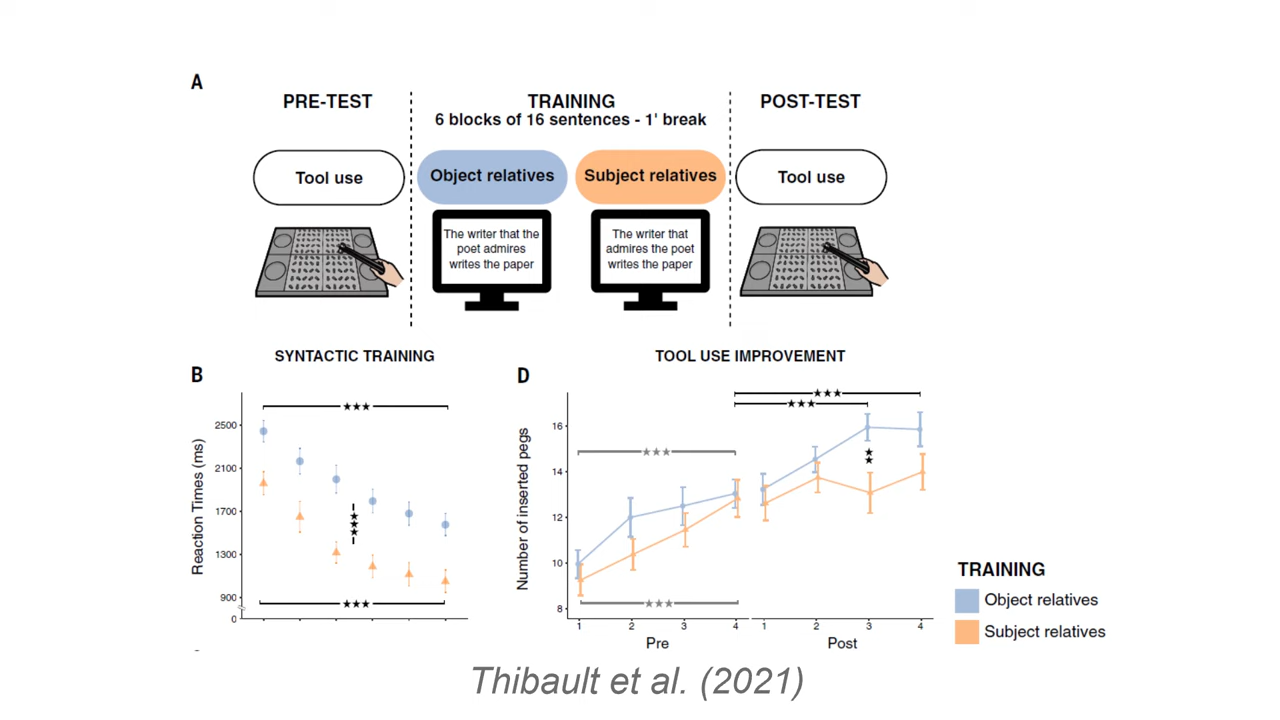 A
PRE-TEST
TRAINING
6 blocks of 16 sentences - 1' break
POST-TEST
Tool use
Object relatives
Subject relatives
Tool use
The writer that the
poet admires
writes the paper
The writer that
admires the poet
writes the paper
SYNTACTIC TRAINING
B
Reaction Times (ms)
2500
2100
1700
1300
900
0
★★★
★★★
★★★
TOOL USE IMPROVEMENT
D
Number of inserted pegs
16
14
12
10
8
★★★
★★★
★★★
★★
★★★
1 2 3 4 1 2 3 4
Pre Post
TRAINING
Object relatives
Subject relatives
Thibault et al. (2021)